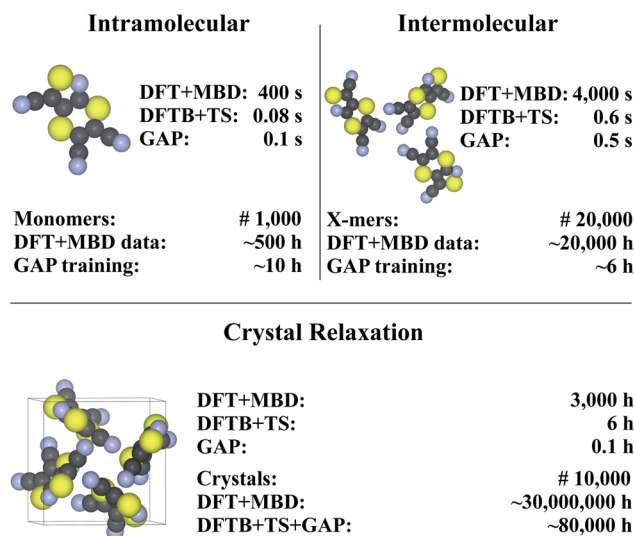 Intramolecular
DFT+MBD: 400 s
DFTB+TS: 0.08 s
GAP: 0.1 s
Monomers: # 1,000
DFT+MBD data: ~500 h
GAP training: ~10 h
Intermolecular
DFT+MBD: 4,000 s
DFTB+TS: 0.6 s
GAP: 0.5 s
X-mers: # 20,000
DFT+MBD data: ~20,000 h
GAP training: ~6 h
Crystal Relaxation
DFT+MBD: 3,000 h
DFTB+TS: 6 h
GAP: 0.1 h
Crystals: # 10,000
DFT+MBD: ~30,000,000 h
DFTB+TS+GAP: ~80,000 h